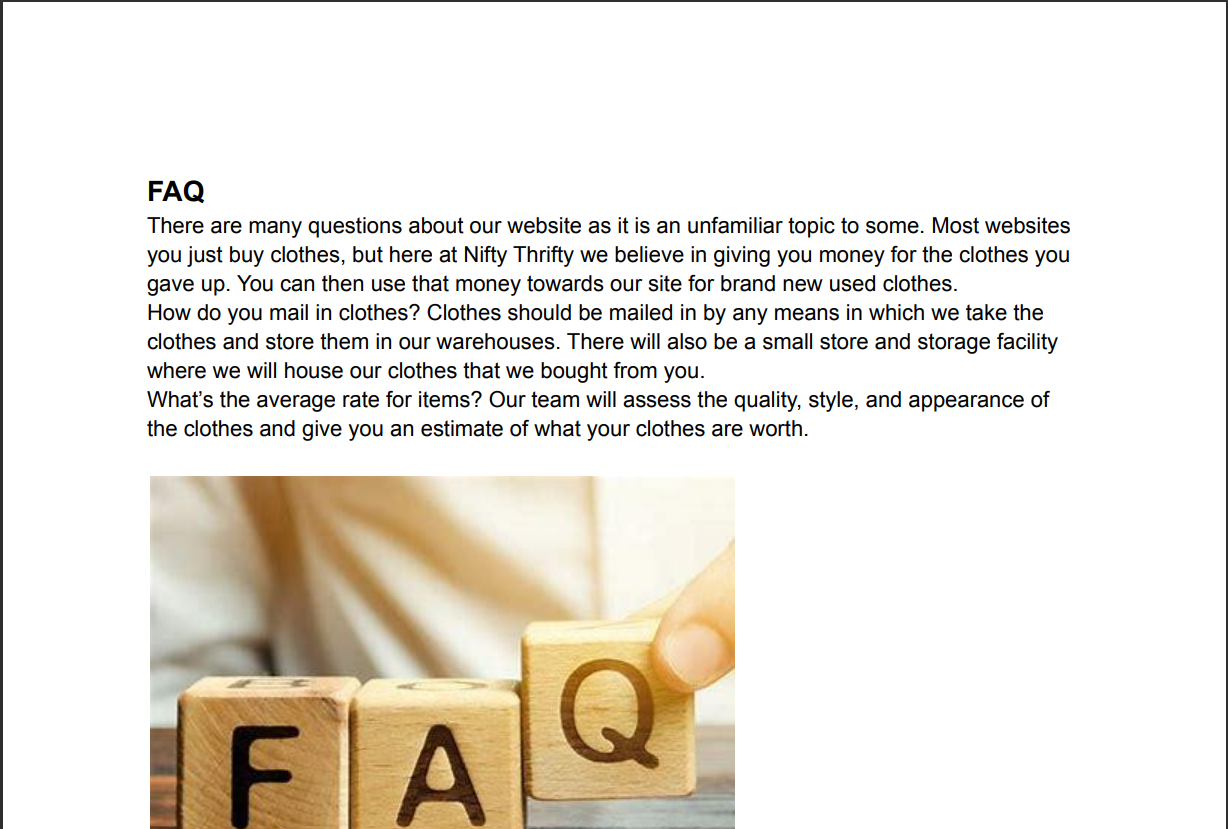 FAQ
There are many questions about our website as it is an unfamiliar topic to some. Most websites
you just buy clothes, but here at Nifty Thrifty we believe in giving you money for the clothes you
gave up. You can then use that money towards our site for brand new used clothes.
How do you mail in clothes? Clothes should be mailed in by any means in which we take the
clothes and store them in our warehouses. There will also be a small store and storage facility
where we will house our clothes that we bought from you.
What’s the average rate for items? Our team will assess the quality, style, and appearance of
the clothes and give you an estimate of what your clothes are worth.
F A Q